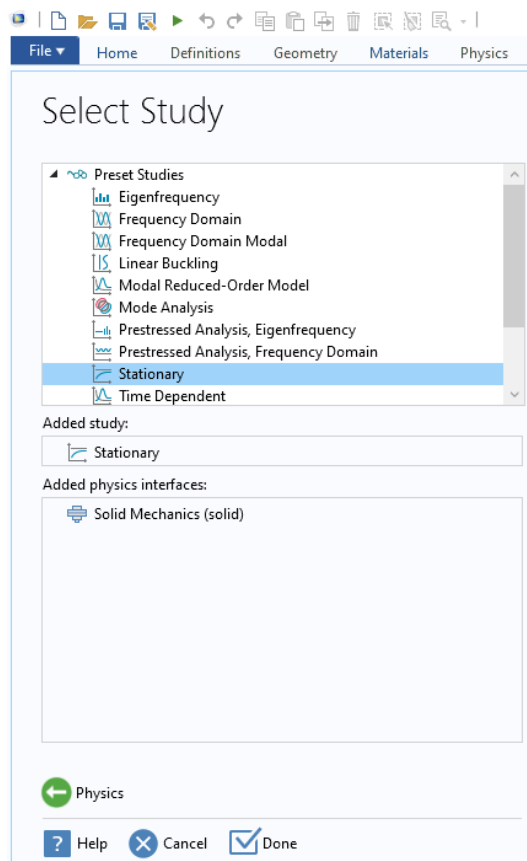 File Home Definitions Geometry Materials Physics
Select Study
Preset Studies
Eigenfrequency
Frequency Domain
Frequency Domain Modal
Linear Buckling
Modal Reduced-Order Model
Mode Analysis
Prestressed Analysis, Eigenfrequency
Prestressed Analysis, Frequency Domain
Stationary
Time Dependent
Added study:
Stationary
Added physics interfaces:
Solid Mechanics (solid)
Physics
? Help Cancel Done